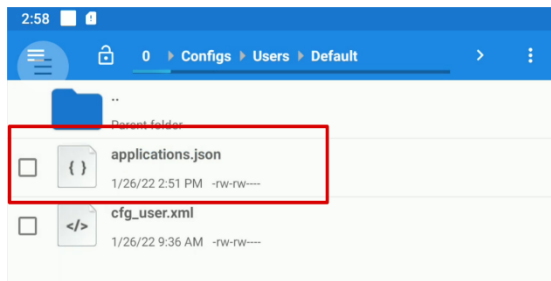 2:58
0 Configs Users Default
..
Parent folder
applications.json
1/26/22 2:51 PM -rw-rw----
cfg_user.xml
1/26/22 9:36 AM -rw-rw----